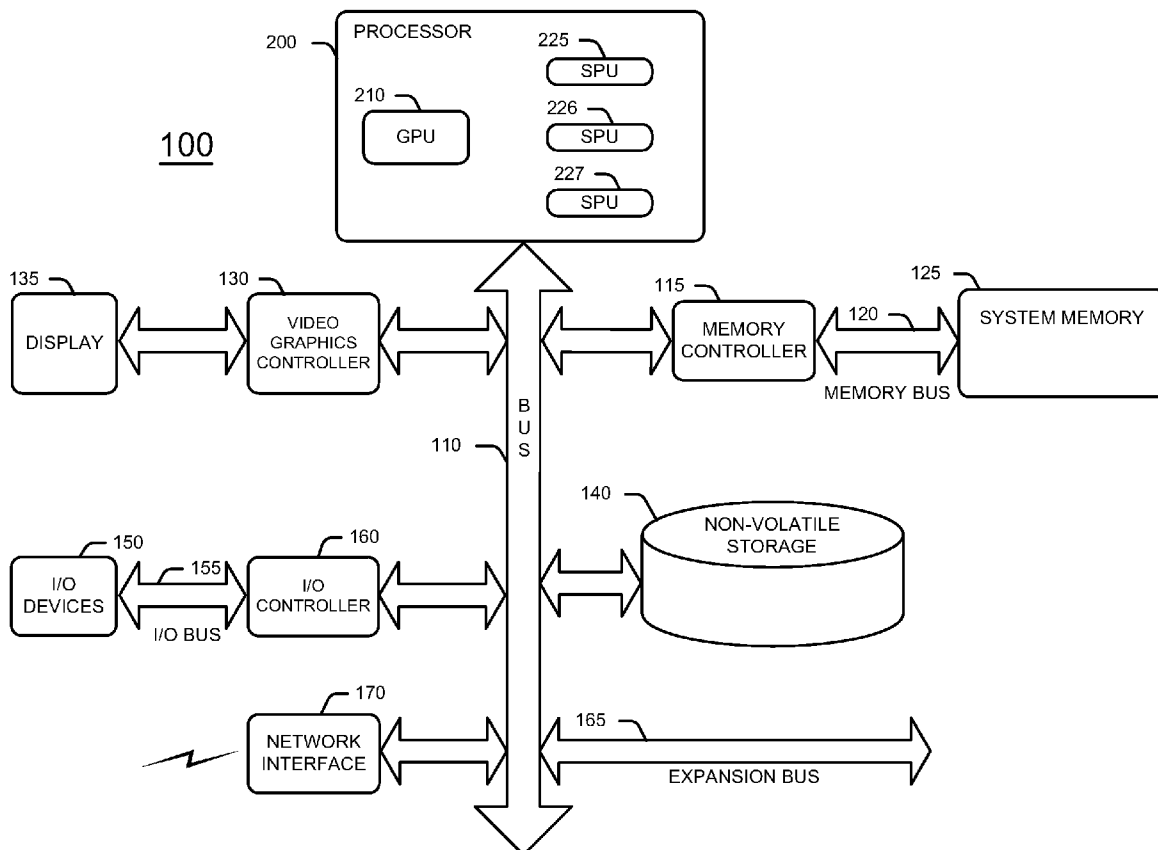 PROCESSOR
200
225
SPU
210
GPU
226
SPU
227
SPU
100
135
DISPLAY
130
VIDEO
GRAPHICS
CONTROLLER
115
MEMORY
CONTROLLER
120
MEMORY BUS
125
SYSTEM MEMORY
BUS
110
140
NON-VOLATILE
STORAGE
150
I/O
DEVICES
155
I/O BUS
160
I/O
CONTROLLER
170
NETWORK
INTERFACE
165
EXPANSION BUS